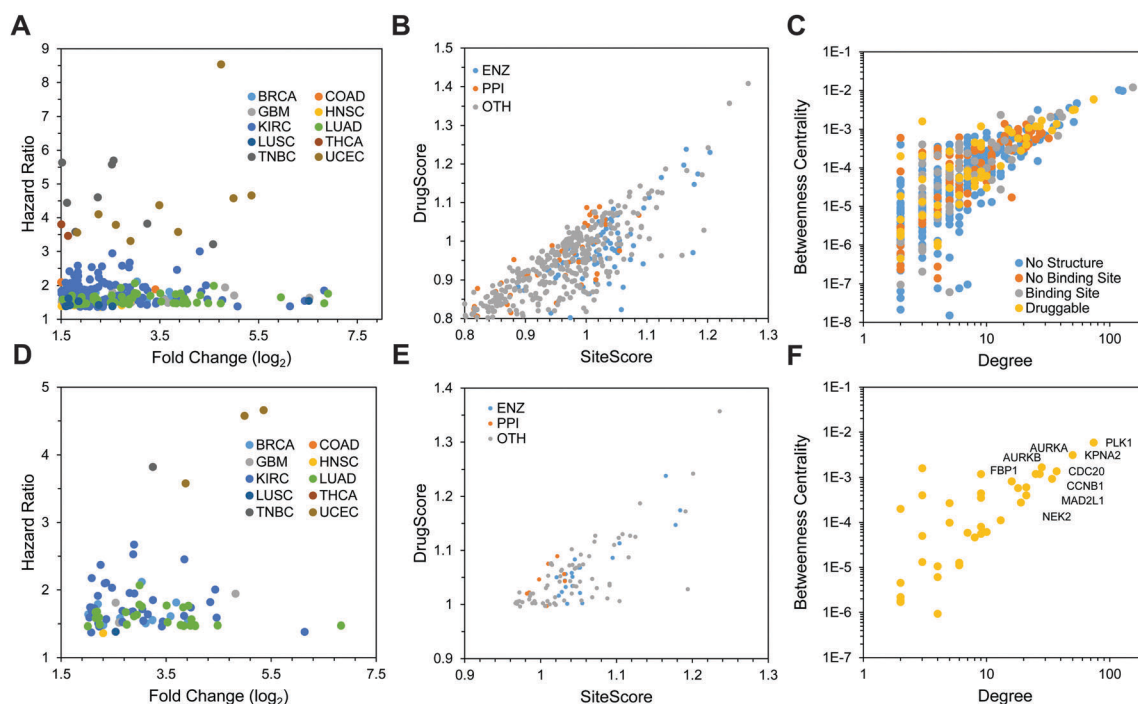 A
9
8
7
6
5
4
3
2
1
1.5
3.5
5.5
7.5
Hazard Ratio
Fold Change (log2)
BRCA
COAD
GBM
HNSC
KIRC
LUAD
LUSC
THCA
TNBC
UCEC
B
1.5
1.4
1.3
1.2
1.1
1
0.9
0.8
0.8
0.9
1
1.1
1.2
1.3
DrugScore
SiteScore
ENZ
PPI
OTH
C
1E-1
1E-2
1E-3
1E-4
1E-5
1E-6
1E-7
1E-8
1
10
100
Betweenness Centrality
Degree
No Structure
No Binding Site
Binding Site
Druggable
D
5
4
3
2
1
1.5
3.5
5.5
7.5
Hazard Ratio
Fold Change (log2)
BRCA
COAD
GBM
HNSC
KIRC
LUAD
LUSC
THCA
TNBC
UCEC
E
1.4
1.3
1.2
1.1
1
0.9
0.9
1
1.1
1.2
1.3
DrugScore
SiteScore
ENZ
PPI
OTH
F
1E-1
1E-2
1E-3
1E-4
1E-5
1E-6
1E-7
1
10
100
Betweenness Centrality
Degree
PLK1
AURKA
KPNA2
AURKB
FBP1
CDC20
CCNB1
MAD2L1
NEK2